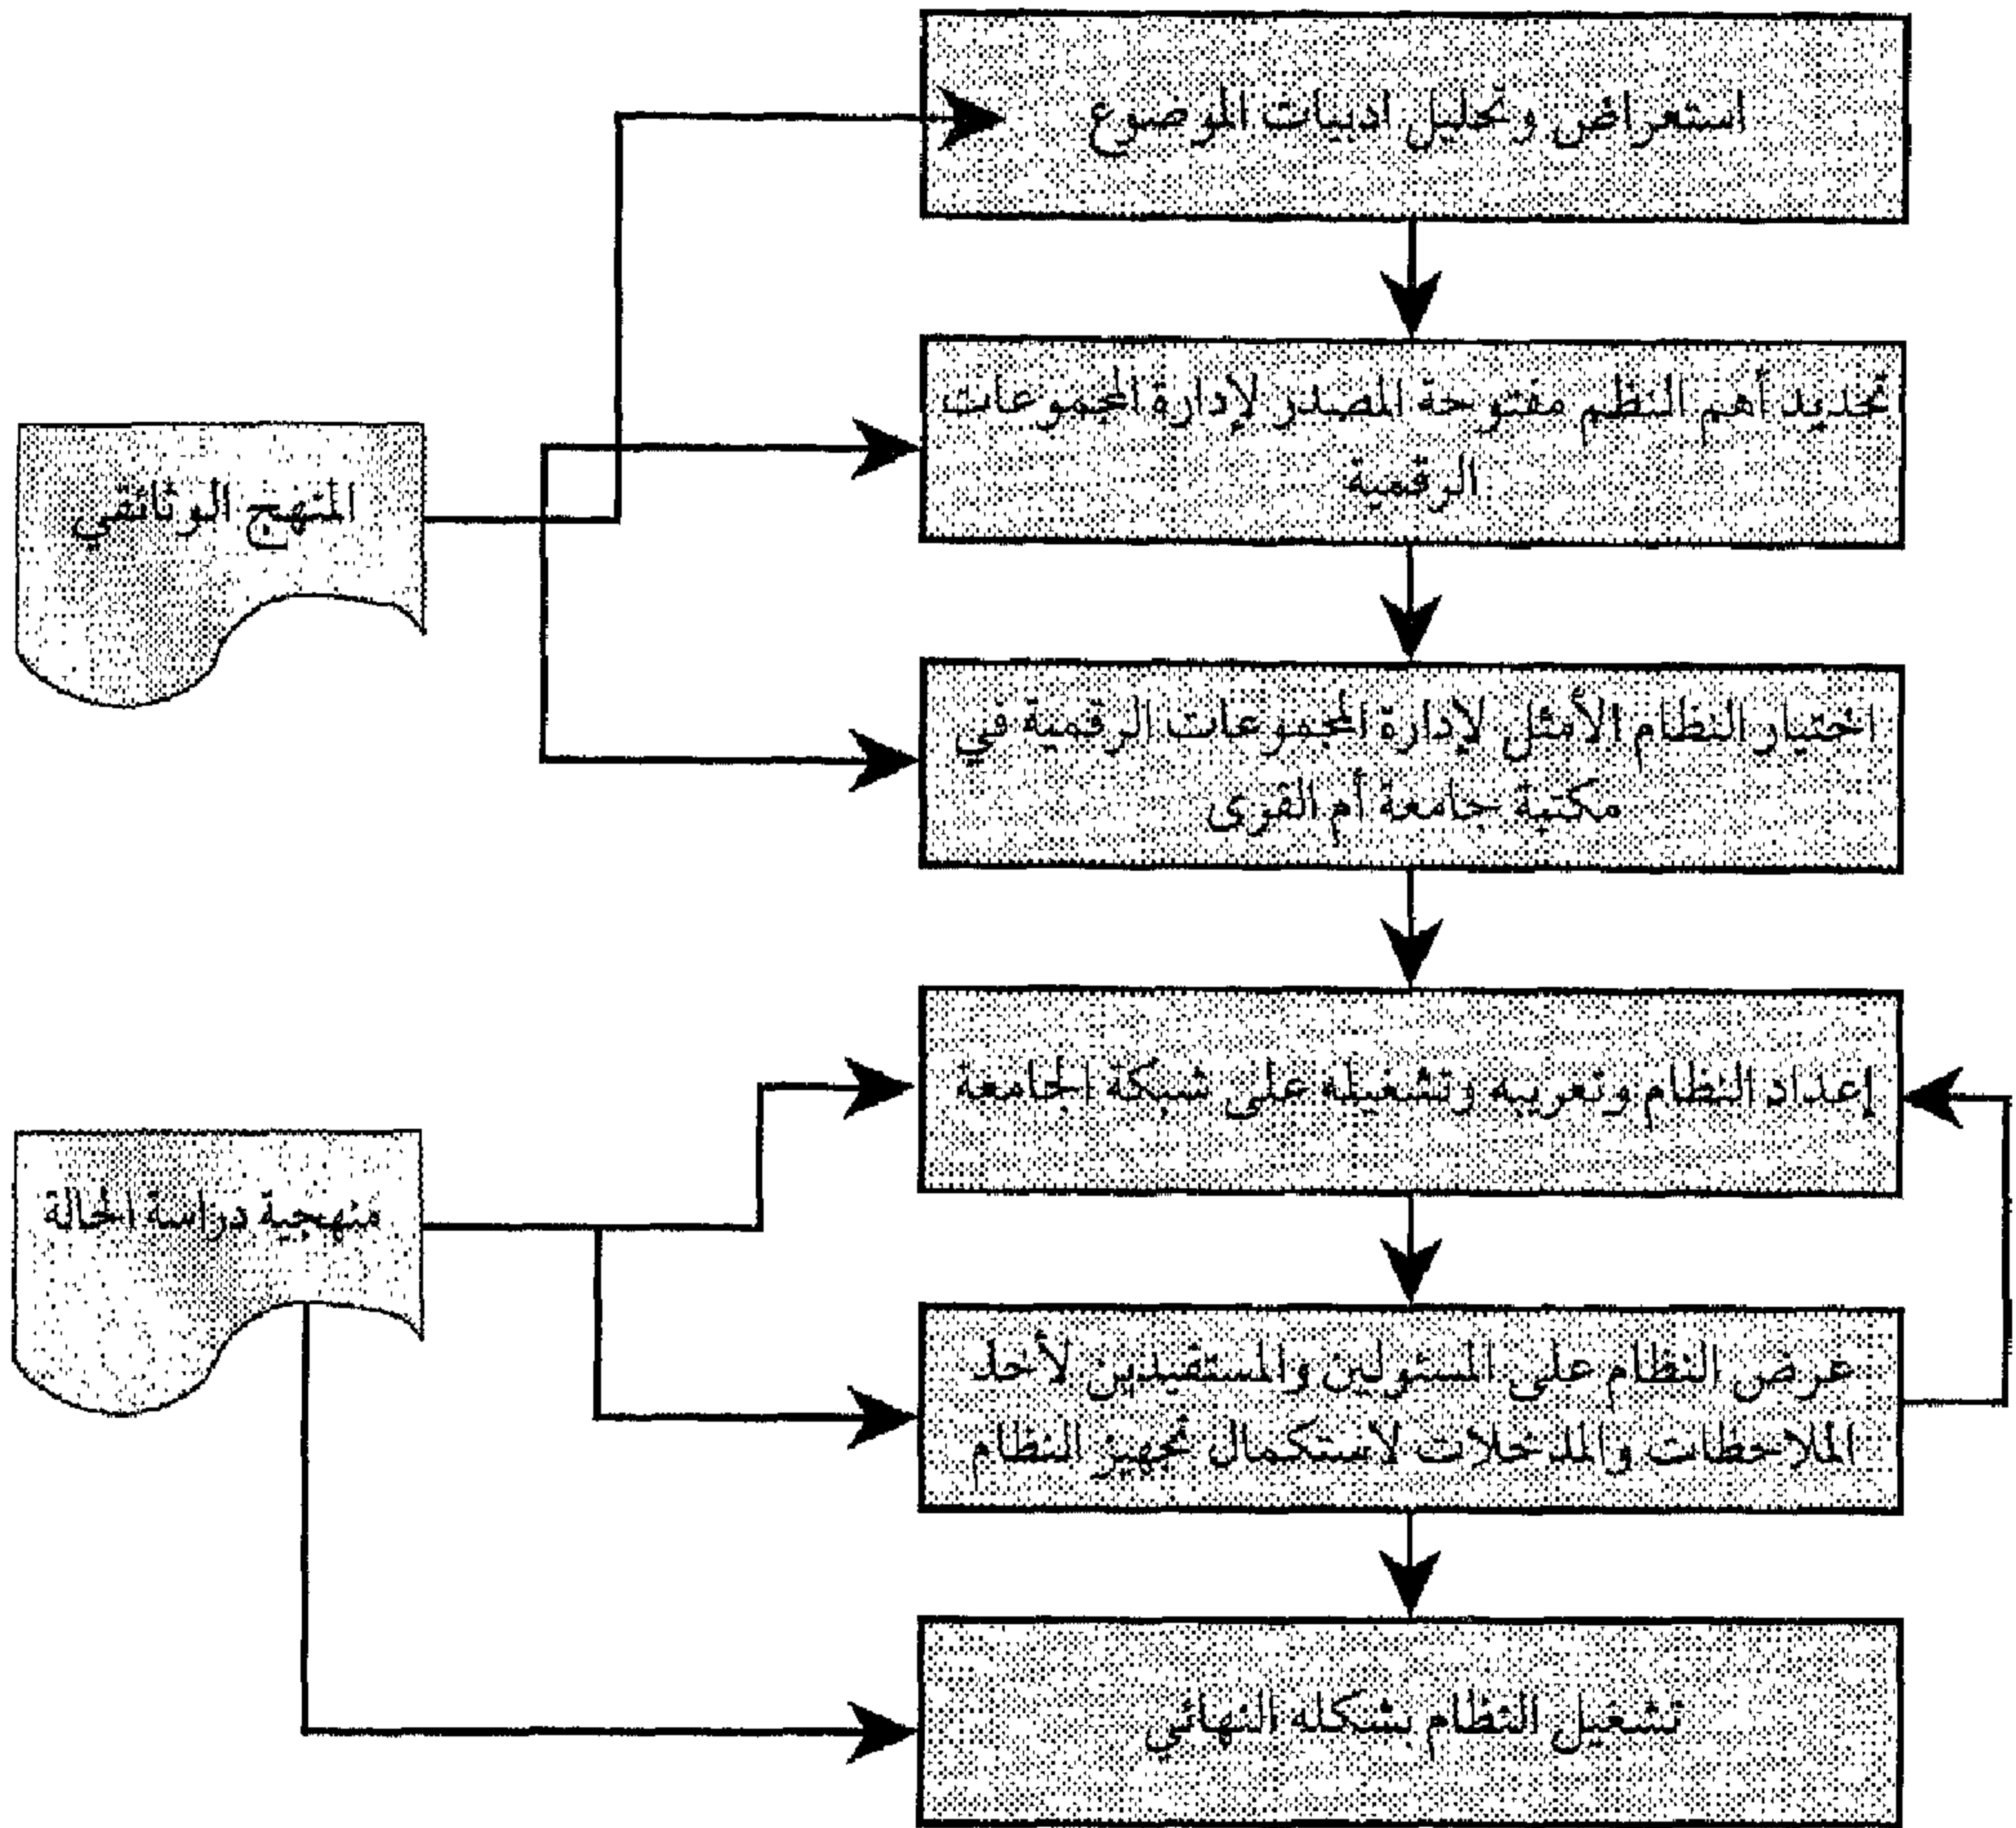 استعراض وتحليل ادبيات الموضوع
تحديد أهم النظم مفتوحة المصدر لإدارة المجموعات
الرقمية
المنهج الوثائقي
اختيار النظام الأمثل لإدارة المجموعات الرقمية في
مكتبة جامعة أم القرى
إعداد النظام وتعريبه وتشغيله على شبكة الجامعة
منهجية دراسة الحالة
عرض النظام على المسئولين والمستفيدين لأخذ
الملاحظات والمدخلات لاستكمال تجهيز النظام
تشغيل النظام بشكله النهائي